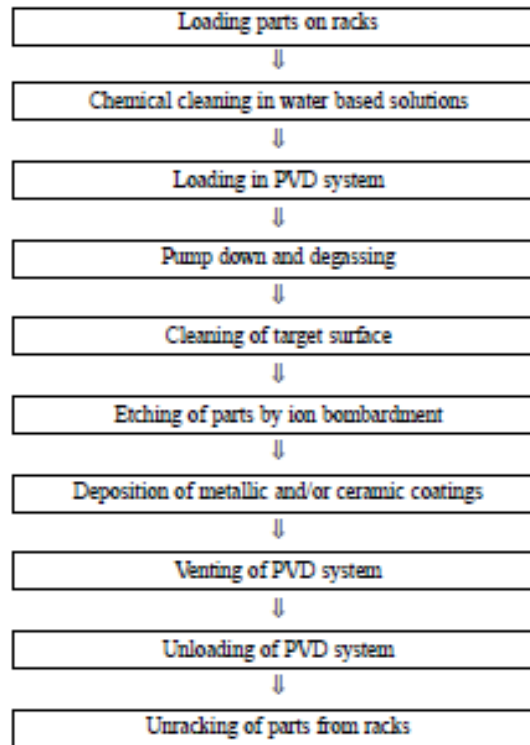 Loading parts on racks
⇓
Chemical cleaning in water based solutions
⇓
Loading in PVD system
⇓
Pump down and degassing
⇓
Cleaning of target surface
⇓
Etching of parts by ion bombardment
⇓
Deposition of metallic and/or ceramic coatings
⇓
Venting of PVD system
⇓
Unloading of PVD system
⇓
Unracking of parts from racks